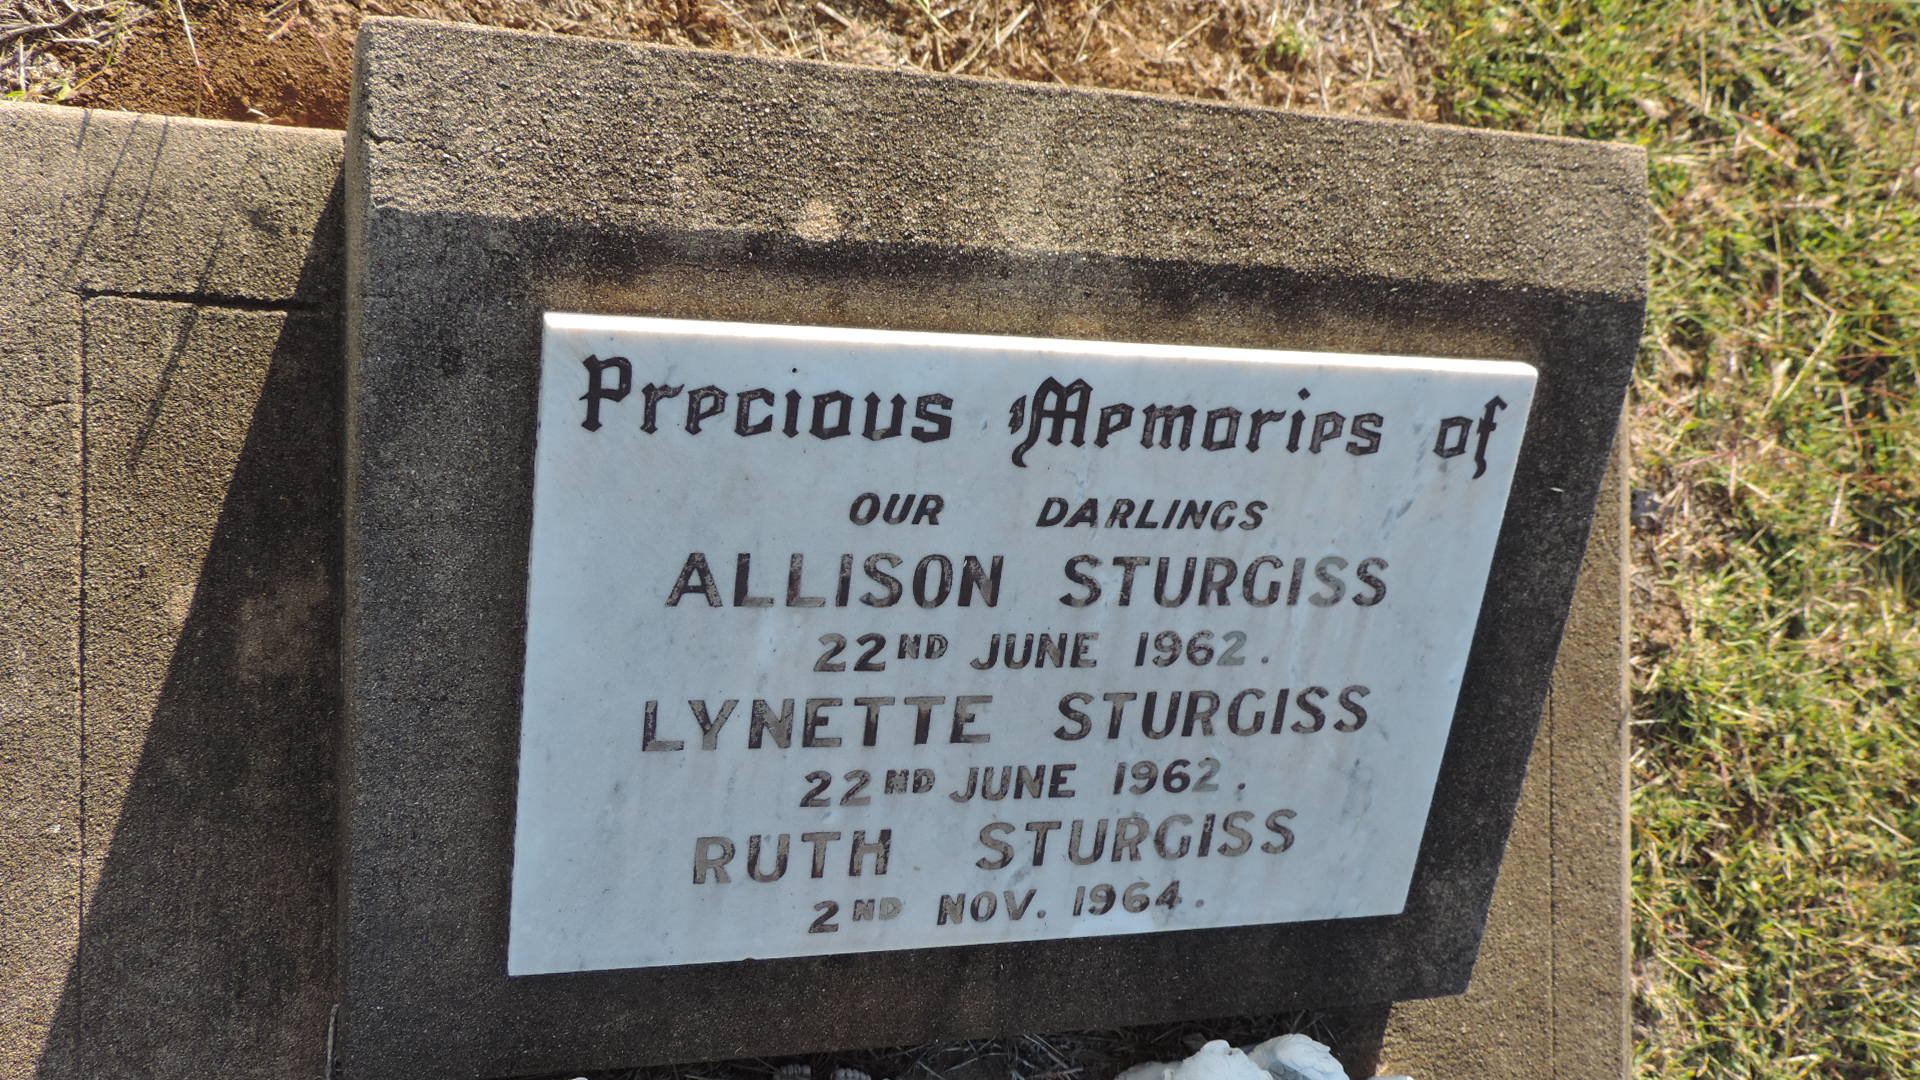 Precious Memories of
OUR DARLINGS
ALLISON STURGISS
22ND JUNE 1962.
LYNETTE STURGISS
22ND JUNE 1962.
RUTH STURGISS
2ND NOV. 1964.